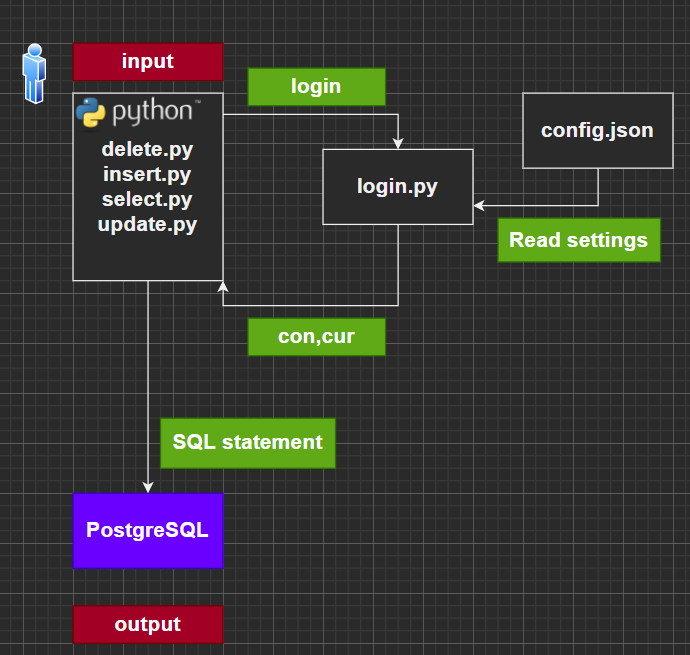 input
login
python™
config.json
delete.py
insert.py
select.py
update.py
login.py
Read settings
con,cur
SQL statement
PostgreSQL
output